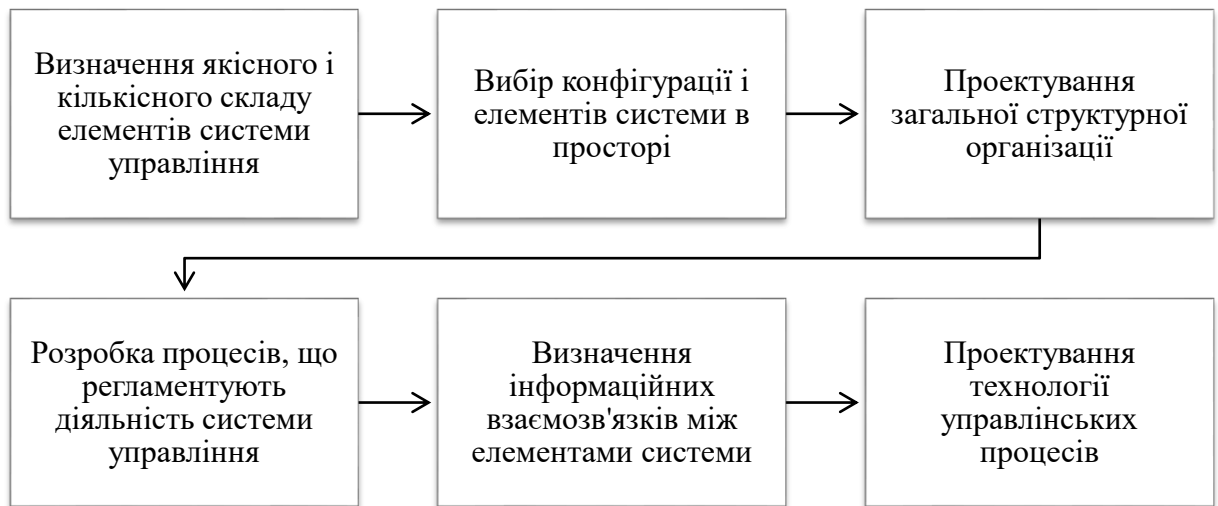 Визначення якісного і
кількісного складу
елементів системи
управління
Вибір конфігурації і
елементів системи в
просторі
Проектування
загальної структурної
організації
Розробка процесів, що
регламентують
діяльність системи
управління
Визначення
інформаційних
взаємозв'язків між
елементами системи
Проектування
технології
управлінських
процесів